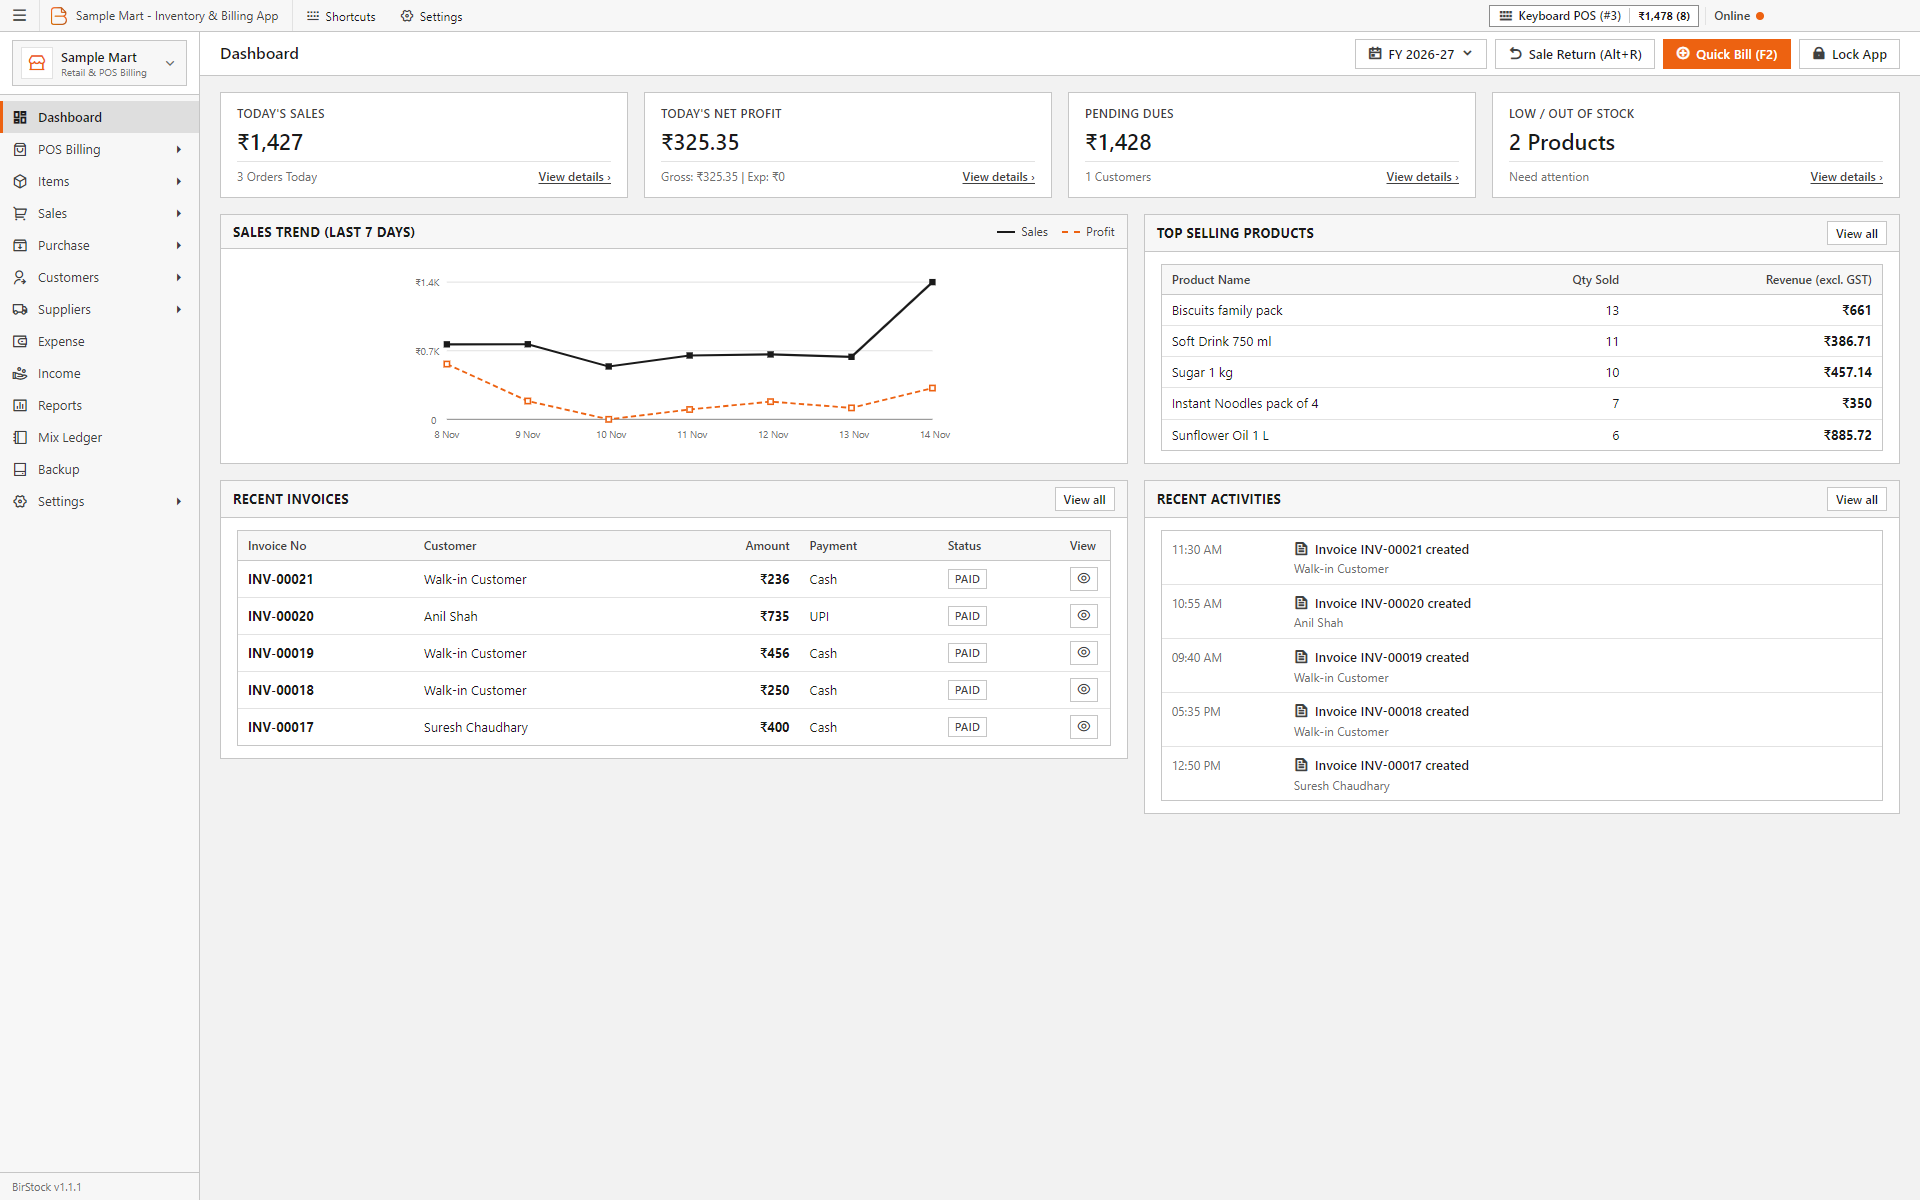 Sample Mart - Inventory & Billing App
Shortcuts
Settings
Keyboard POS (#3)
₹1,478 (8)
Online
Sample Mart
Retail & POS Billing
Dashboard
FY 2026-27
Sale Return (Alt+R)
Quick Bill (F2)
Lock App
Dashboard
POS Billing
Items
Sales
Purchase
Customers
Suppliers
Expense
Income
Reports
Mix Ledger
Backup
Settings
BirStock v1.1.1
TODAY'S SALES
₹1,427
3 Orders Today
View details ›
TODAY'S NET PROFIT
₹325.35
Gross: ₹325.35 | Exp: ₹0
View details ›
PENDING DUES
₹1,428
1 Customers
View details ›
LOW / OUT OF STOCK
2 Products
Need attention
View details ›
SALES TREND (LAST 7 DAYS)
Sales
Profit
₹1.4K
₹0.7K
0
8 Nov
9 Nov
10 Nov
11 Nov
12 Nov
13 Nov
14 Nov
TOP SELLING PRODUCTS
View all
Product Name Qty Sold Revenue (excl. GST)
Biscuits family pack 13 ₹661
Soft Drink 750 ml 11 ₹386.71
Sugar 1 kg 10 ₹457.14
Instant Noodles pack of 4 7 ₹350
Sunflower Oil 1 L 6 ₹885.72
RECENT INVOICES
View all
Invoice No Customer Amount Payment Status View
INV-00021 Walk-in Customer ₹236 Cash PAID
INV-00020 Anil Shah ₹735 UPI PAID
INV-00019 Walk-in Customer ₹456 Cash PAID
INV-00018 Walk-in Customer ₹250 Cash PAID
INV-00017 Suresh Chaudhary ₹400 Cash PAID
RECENT ACTIVITIES
View all
11:30 AM Invoice INV-00021 created
Walk-in Customer
10:55 AM Invoice INV-00020 created
Anil Shah
09:40 AM Invoice INV-00019 created
Walk-in Customer
05:35 PM Invoice INV-00018 created
Walk-in Customer
12:50 PM Invoice INV-00017 created
Suresh Chaudhary